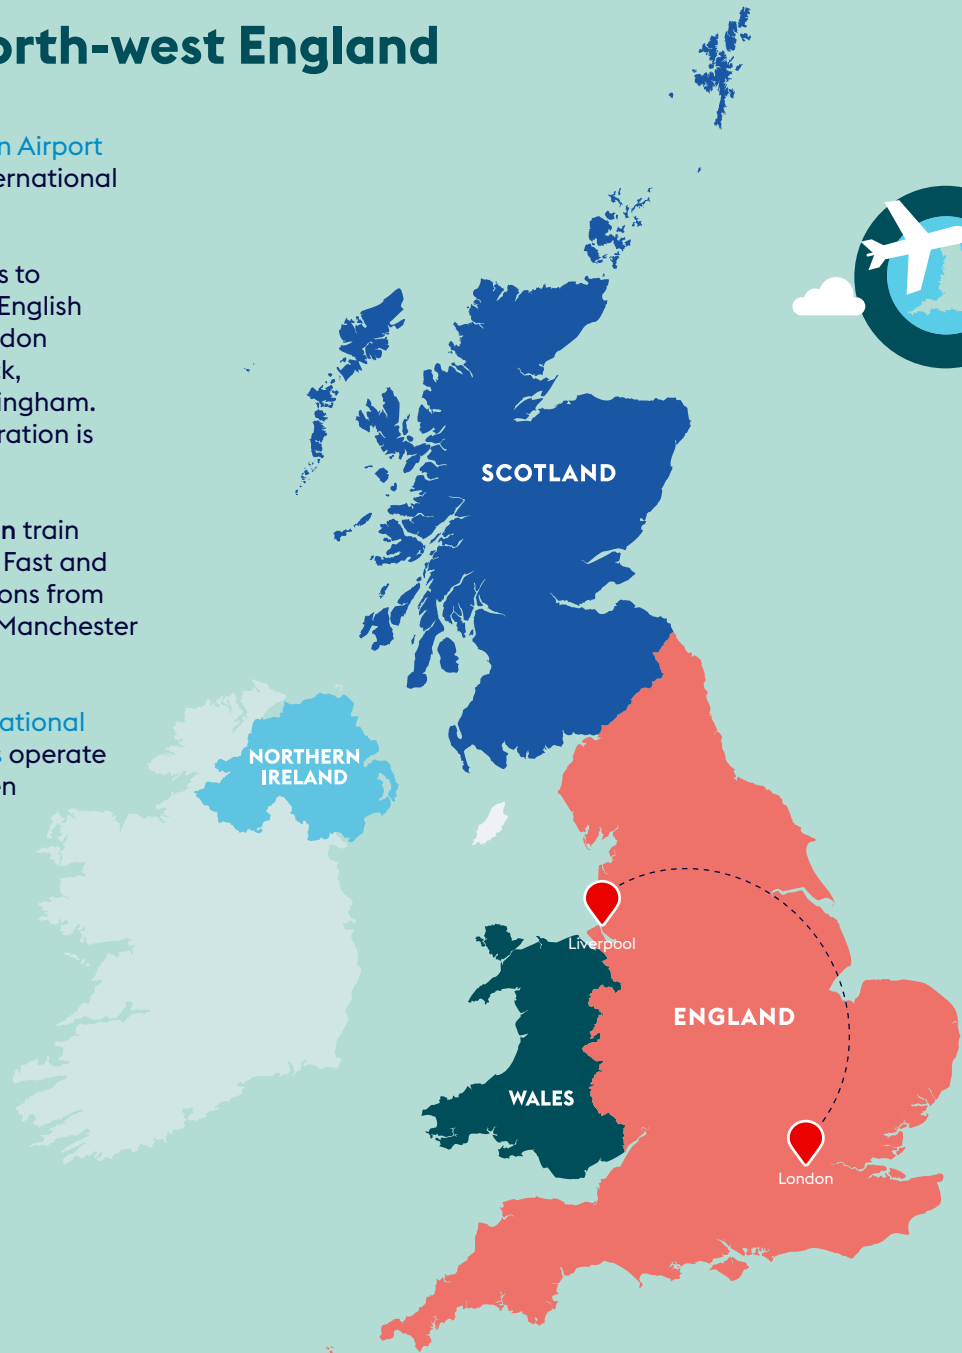 orth-west England
n Airport
ernational
s to
English
don
k,
ingham.
ration is
n train
Fast and
ons from
Manchester
ational
s operate
en
SCOTLAND
NORTHERN
IRELAND
Liverpool
ENGLAND
WALES
London